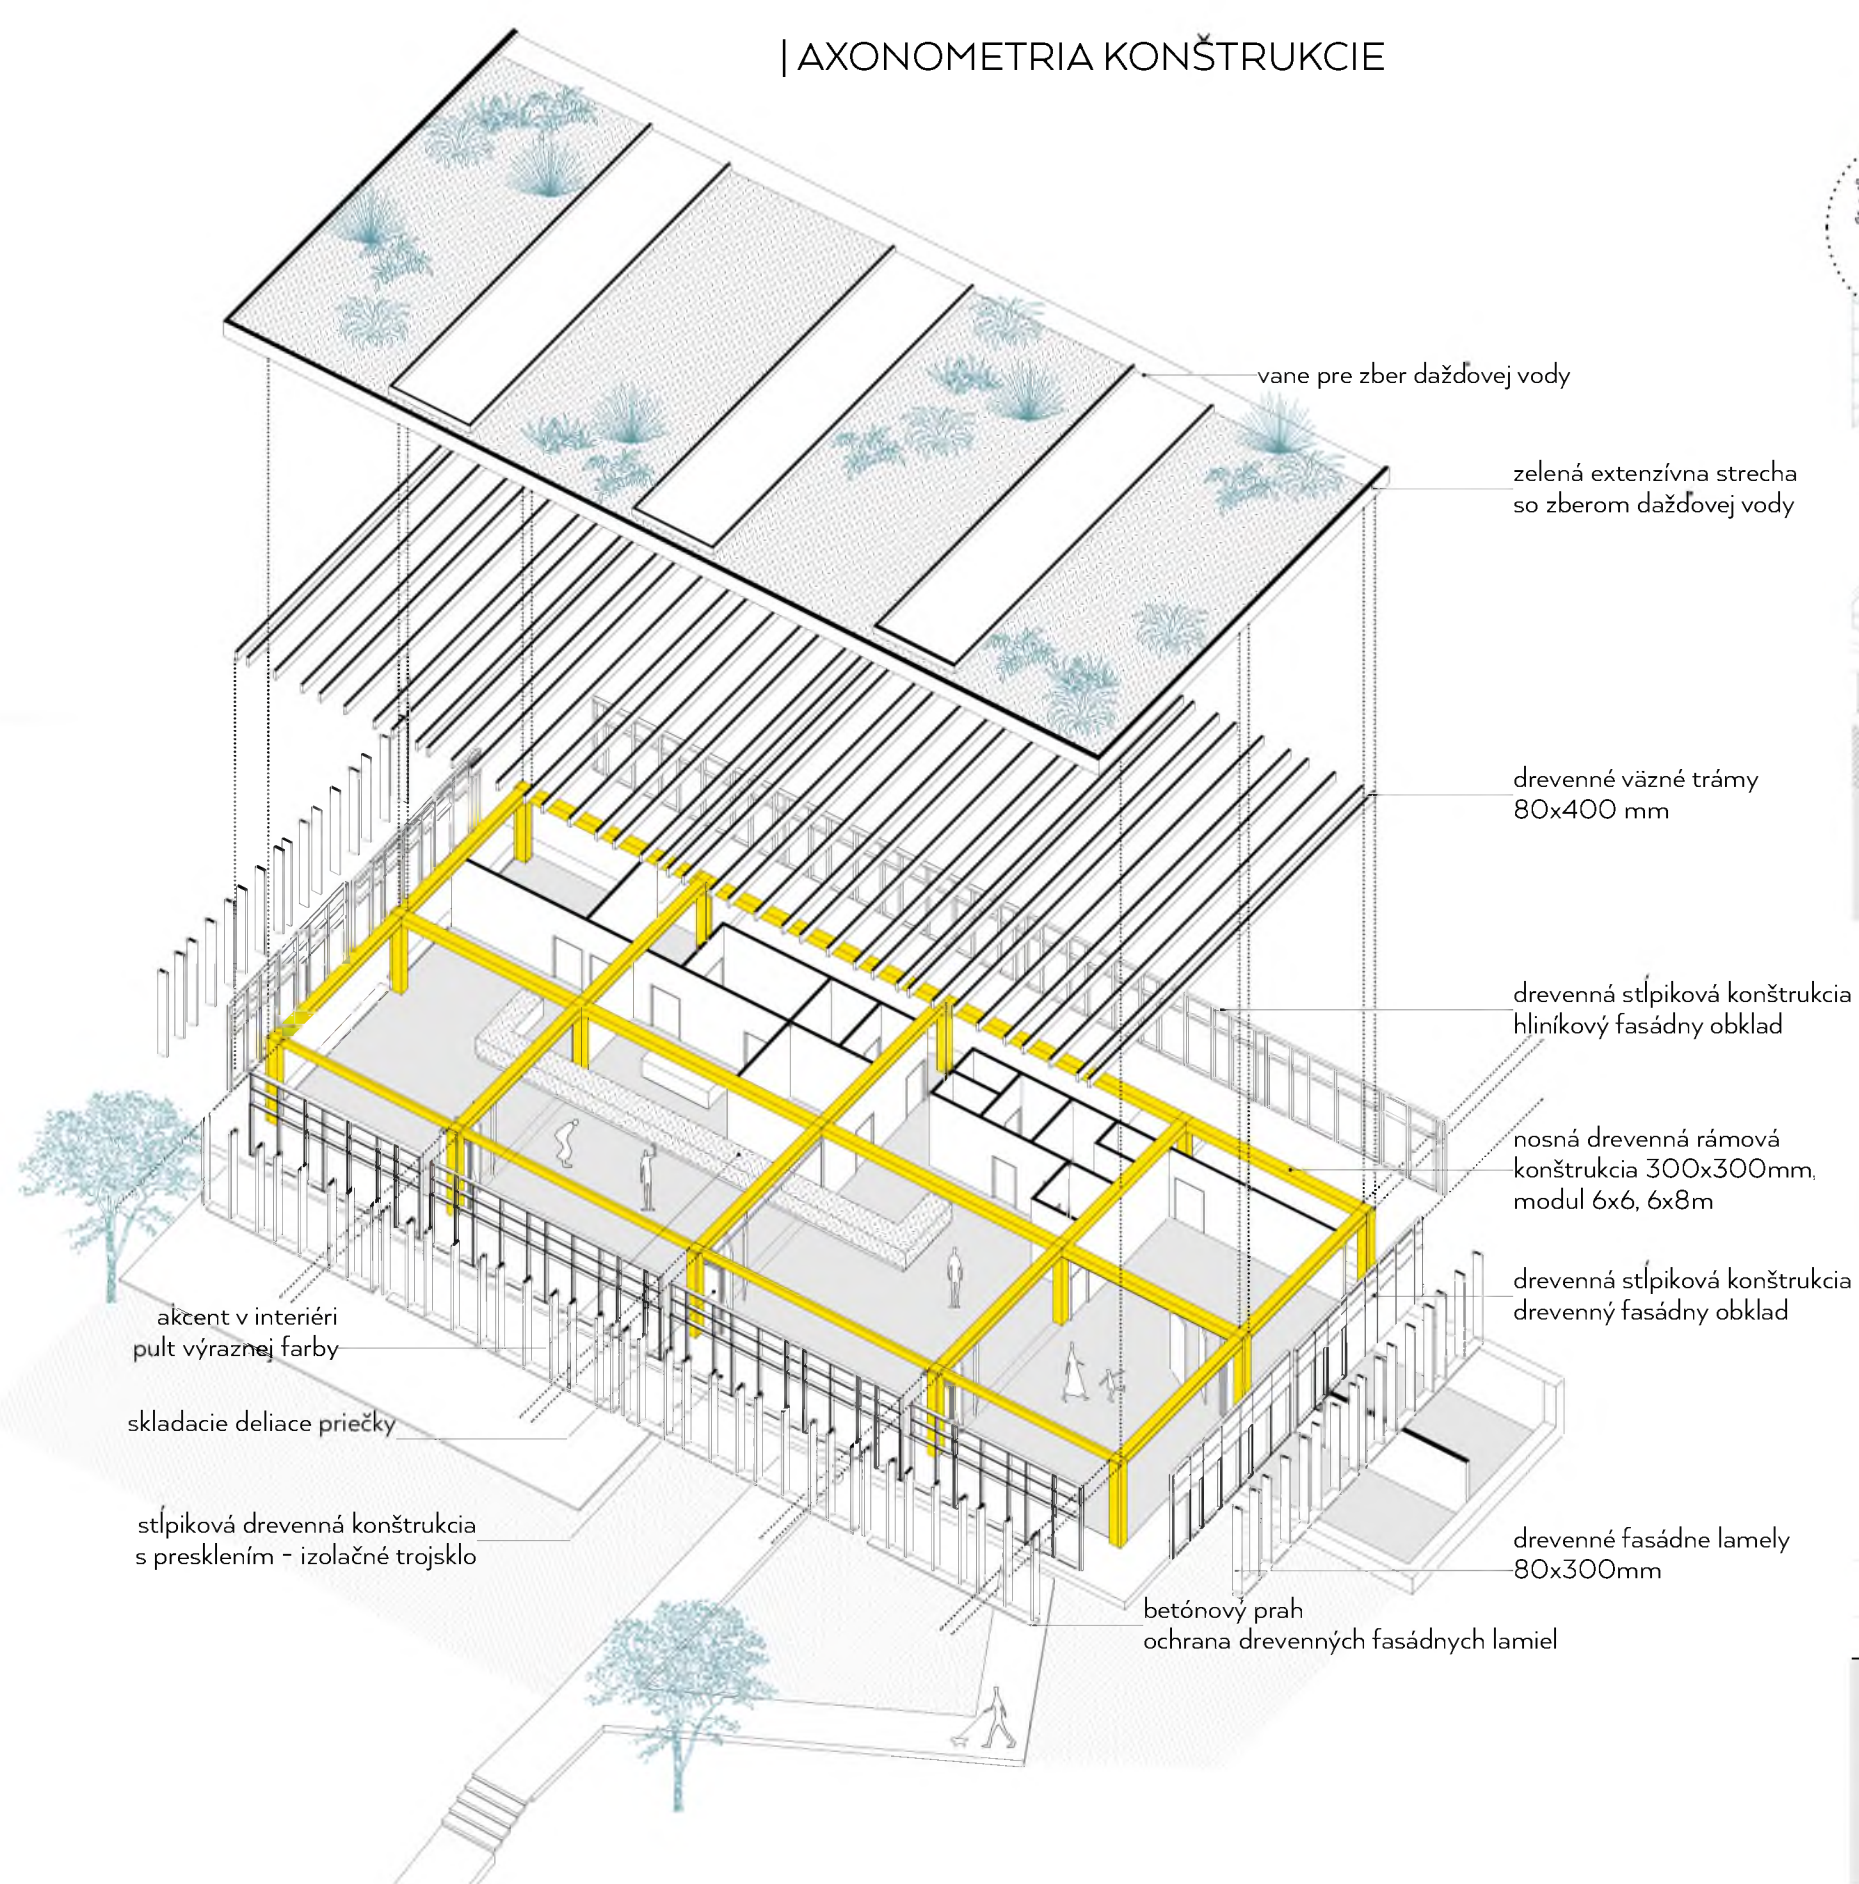 | AXONOMETRIA KONŠTRUKCIE
vane pre zber dažďovej vody
zelená extenzívna strecha
so zberom dažďovej vody
drevenné väzné trámy
80x400 mm
drevenná stĺpiková konštrukcia
hliníkový fasádny obklad
nosná drevenná rámová
konštrukcia 300x300mm,
modul 6x6, 6x8m
drevenná stĺpiková konštrukcia
drevenný fasádny obklad
akcent v interiéri
pult výraznej farby
skladacie deliace priečky
stĺpiková drevenná konštrukcia
s presklením - izolačné trojsklo
drevenné fasádne lamely
80x300mm
betónový prah
ochrana drevenných fasádnych lamiel